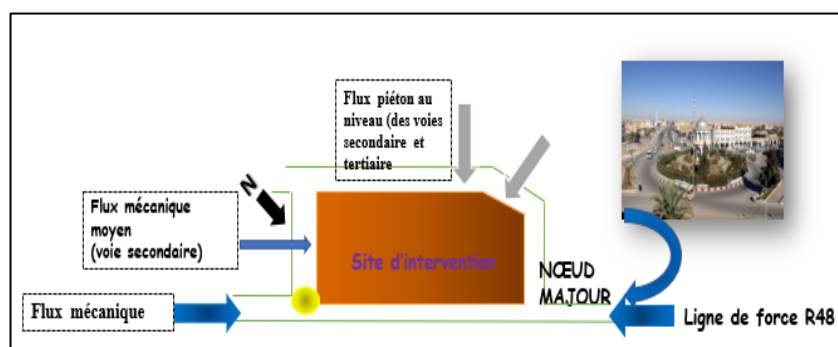 Flux piéton au
niveau (des voies
secondaire et
tertiaire
N
Flux mécanique
moyen
(voie secondaire)
Site d'intervention
NŒUD
MAJOUR
Flux mécanique
Ligne de force R48